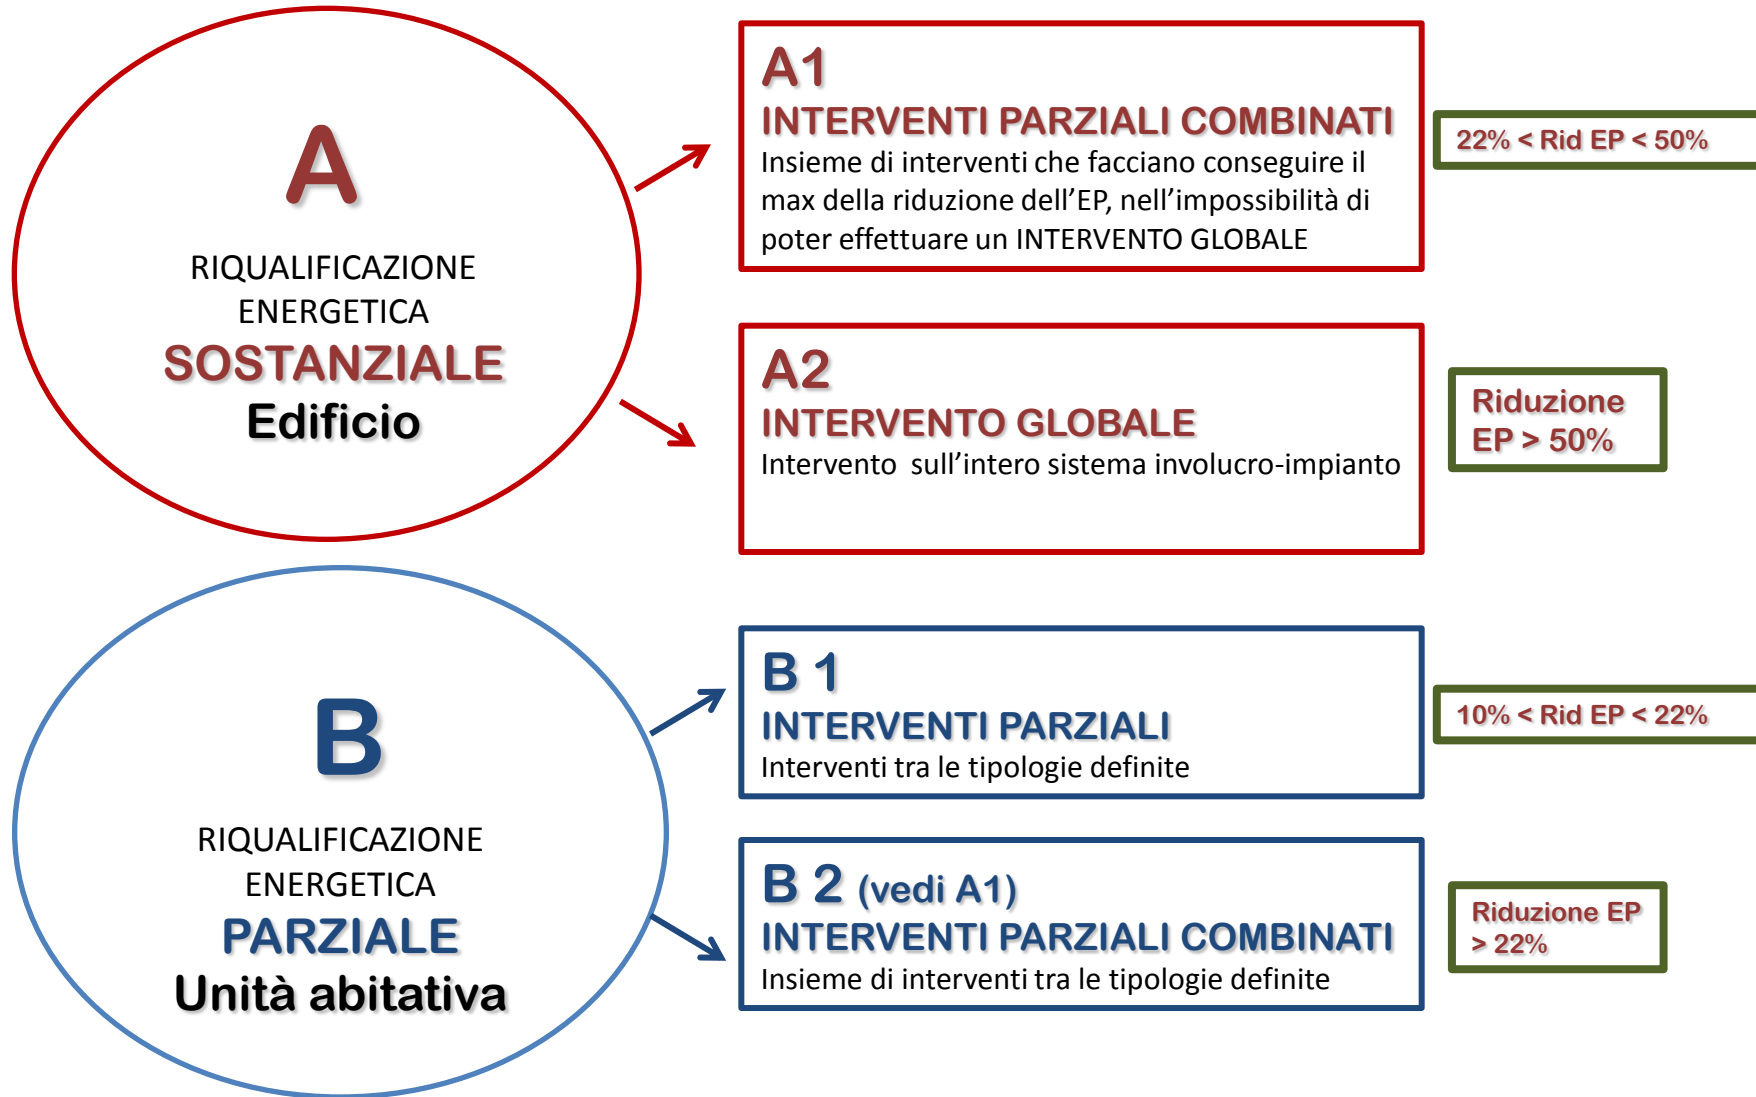 A
RIQUALIFICAZIONE
ENERGETICA
SOSTANZIALE
Edificio
A1
INTERVENTI PARZIALI COMBINATI
Insieme di interventi che facciano conseguire il
max della riduzione dell’EP, nell’impossibilità di
poter effettuare un INTERVENTO GLOBALE
22% < Rid EP < 50%
A2
INTERVENTO GLOBALE
Intervento sull’intero sistema involucro-impianto
Riduzione
EP > 50%
B
RIQUALIFICAZIONE
ENERGETICA
PARZIALE
Unità abitativa
B 1
INTERVENTI PARZIALI
Interventi tra le tipologie definite
10% < Rid EP < 22%
B 2 (vedi A1)
INTERVENTI PARZIALI COMBINATI
Insieme di interventi tra le tipologie definite
Riduzione EP
> 22%